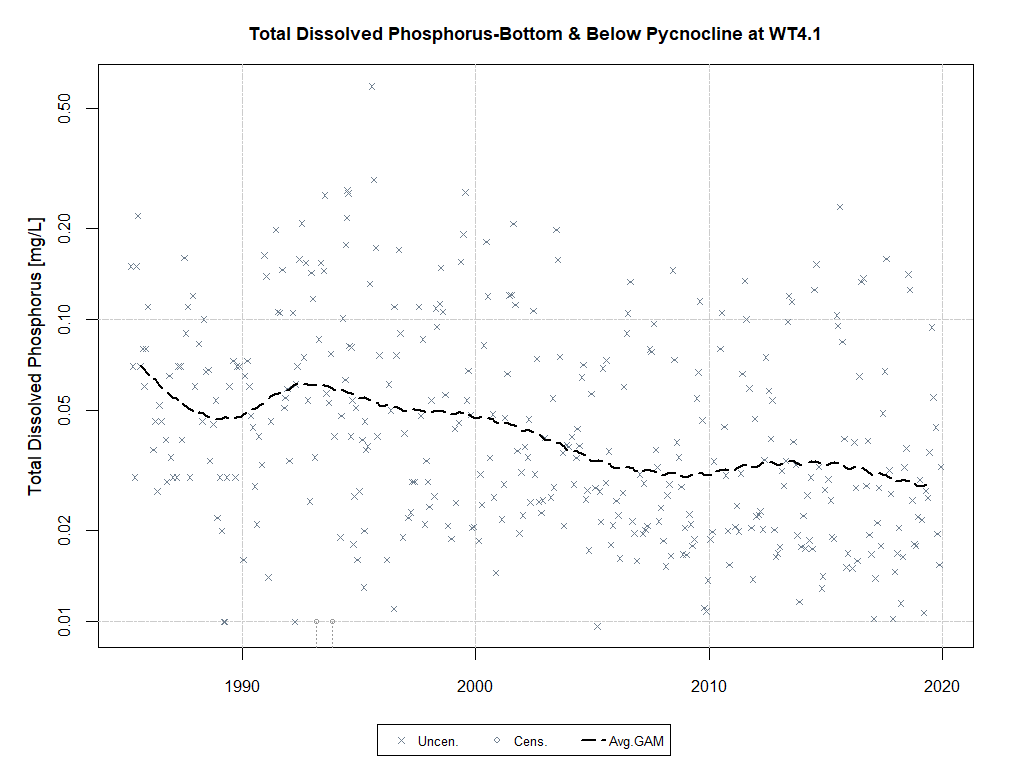 Total Dissolved Phosphorus-Bottom & Below Pycnocline at WT4.1
Total Dissolved Phosphorus [mg/L]
0.50
0.20
0.10
0.05
0.02
0.01
1990 2000 2010 2020
Uncen. Cens. Avg.GAM